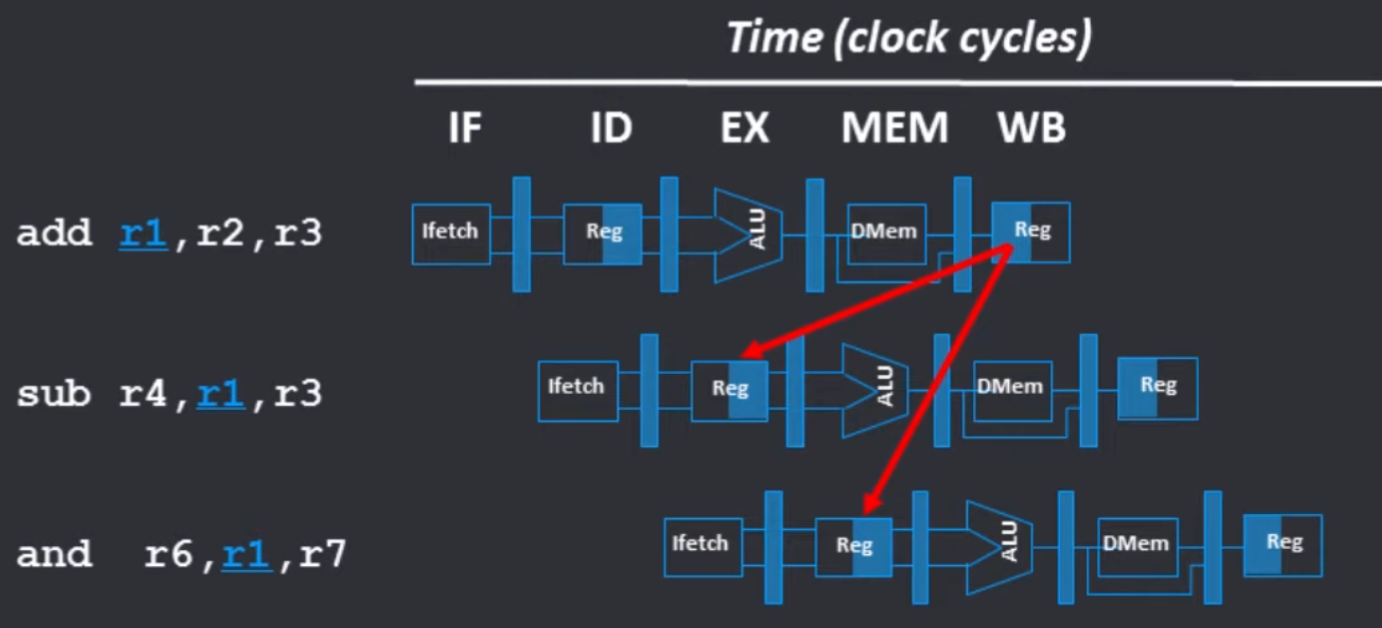 Time (clock cycles)
IF ID EX MEM WB
add r1,r2,r3 Ifetch Reg ALU DMem Reg
sub r4,r1,r3 Ifetch Reg ALU DMem Reg
and r6,r1,r7 Ifetch Reg ALU DMem Reg